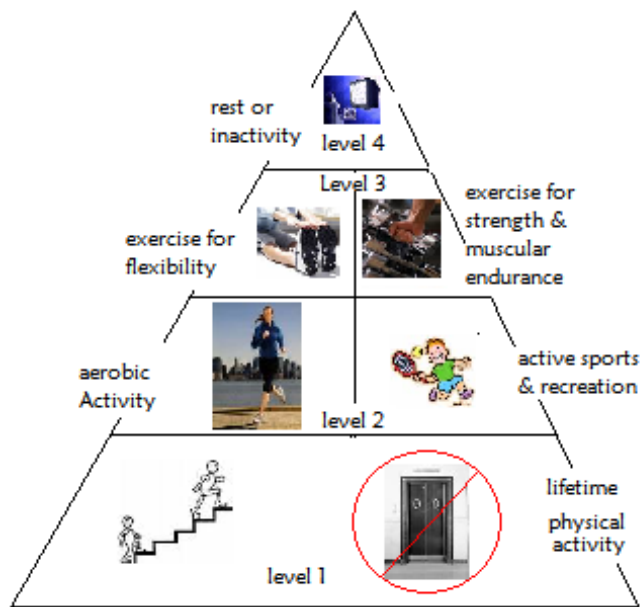 rest or
inactivity
level 4
Level 3
exercise for
flexibility
exercise for
strength &
muscular
endurance
aerobic
Activity
active sports
& recreation
level 2
lifetime
physical
activity
level 1